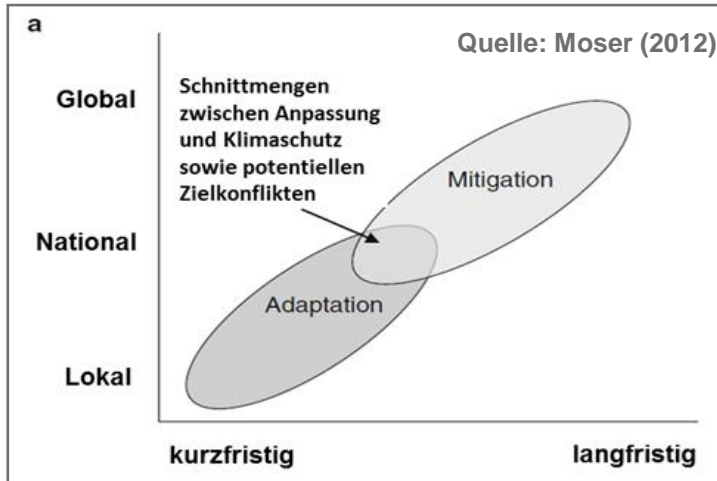 a
Quelle: Moser (2012)
Global
Schnittmengen
zwischen Anpassung
und Klimaschutz
sowie potentiellen
Zielkonflikten
Mitigation
National
Adaptation
Lokal
kurzfristig
langfristig